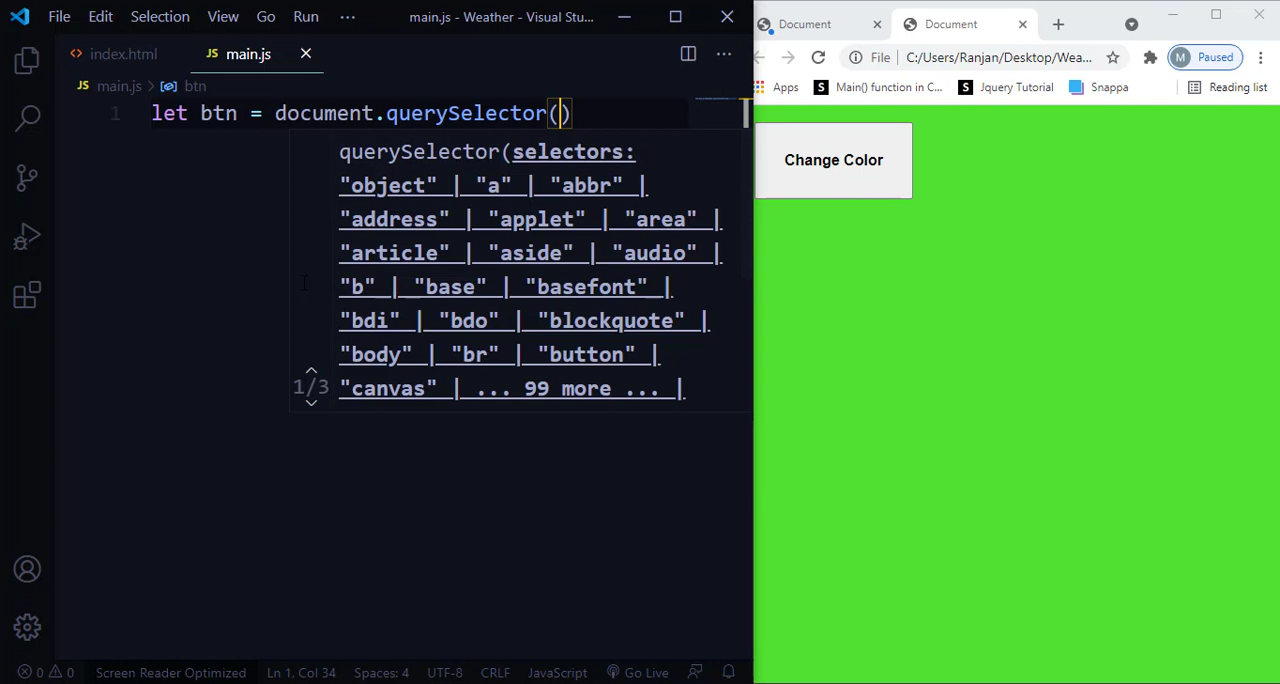 File Edit Selection View Go Run ··· main.js - Weather - Visual Stu...
index.html JS main.js
JS main.js > btn
1 let btn = document.querySelector()
querySelector(selectors:
"object" | "a" | "abbr" |
"address" | "applet" | "area" |
"article" | "aside" | "audio" |
"b" | "base" | "basefont" |
"bdi" | "bdo" | "blockquote" |
"body" | "br" | "button" |
1/3 "canvas" | ... 99 more ... |
0 0 Screen Reader Optimized Ln 1, Col 34 Spaces: 4 UTF-8 CRLF JavaScript Go Live
Document Document
File C:/Users/Ranjan/Desktop/Wea... M Paused
Apps S Main() function in C... S Jquery Tutorial Snappa Reading list
Change Color